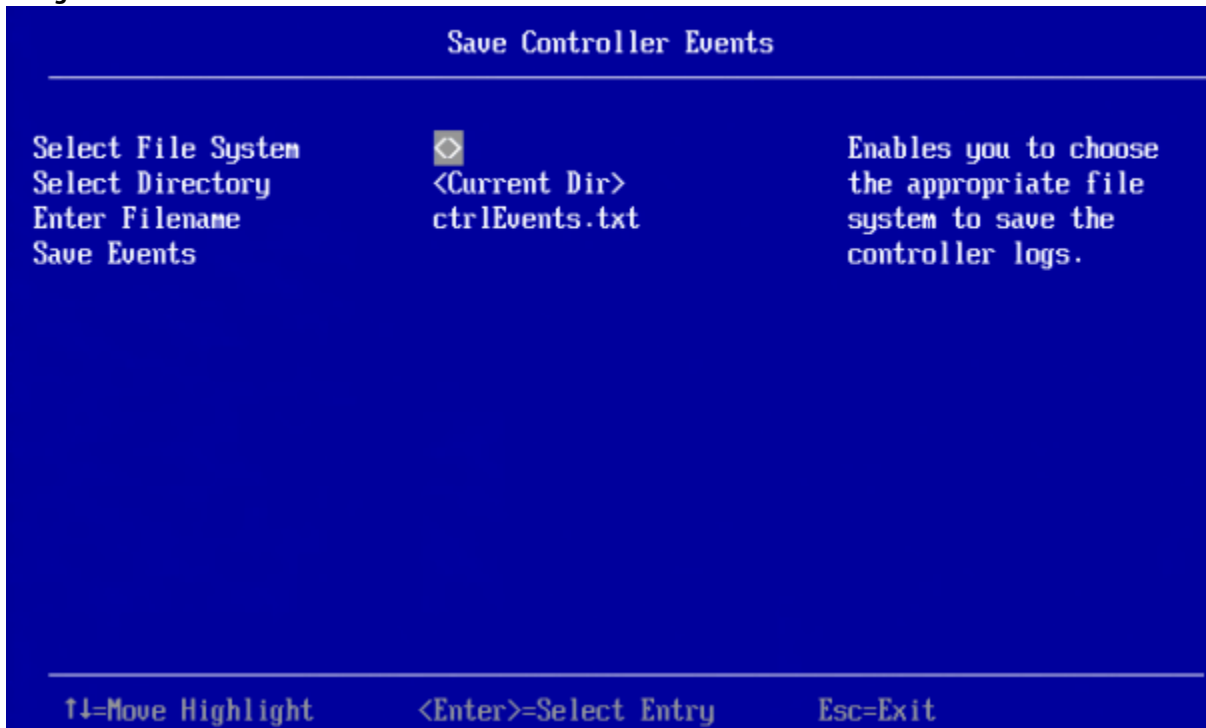 Save Controller Events
Select File System <>
Select Directory <Current Dir>
Enter Filename ctrlEvents.txt
Save Events
Enables you to choose
the appropriate file
system to save the
controller logs.
↑↓=Move Highlight <Enter>=Select Entry Esc=Exit